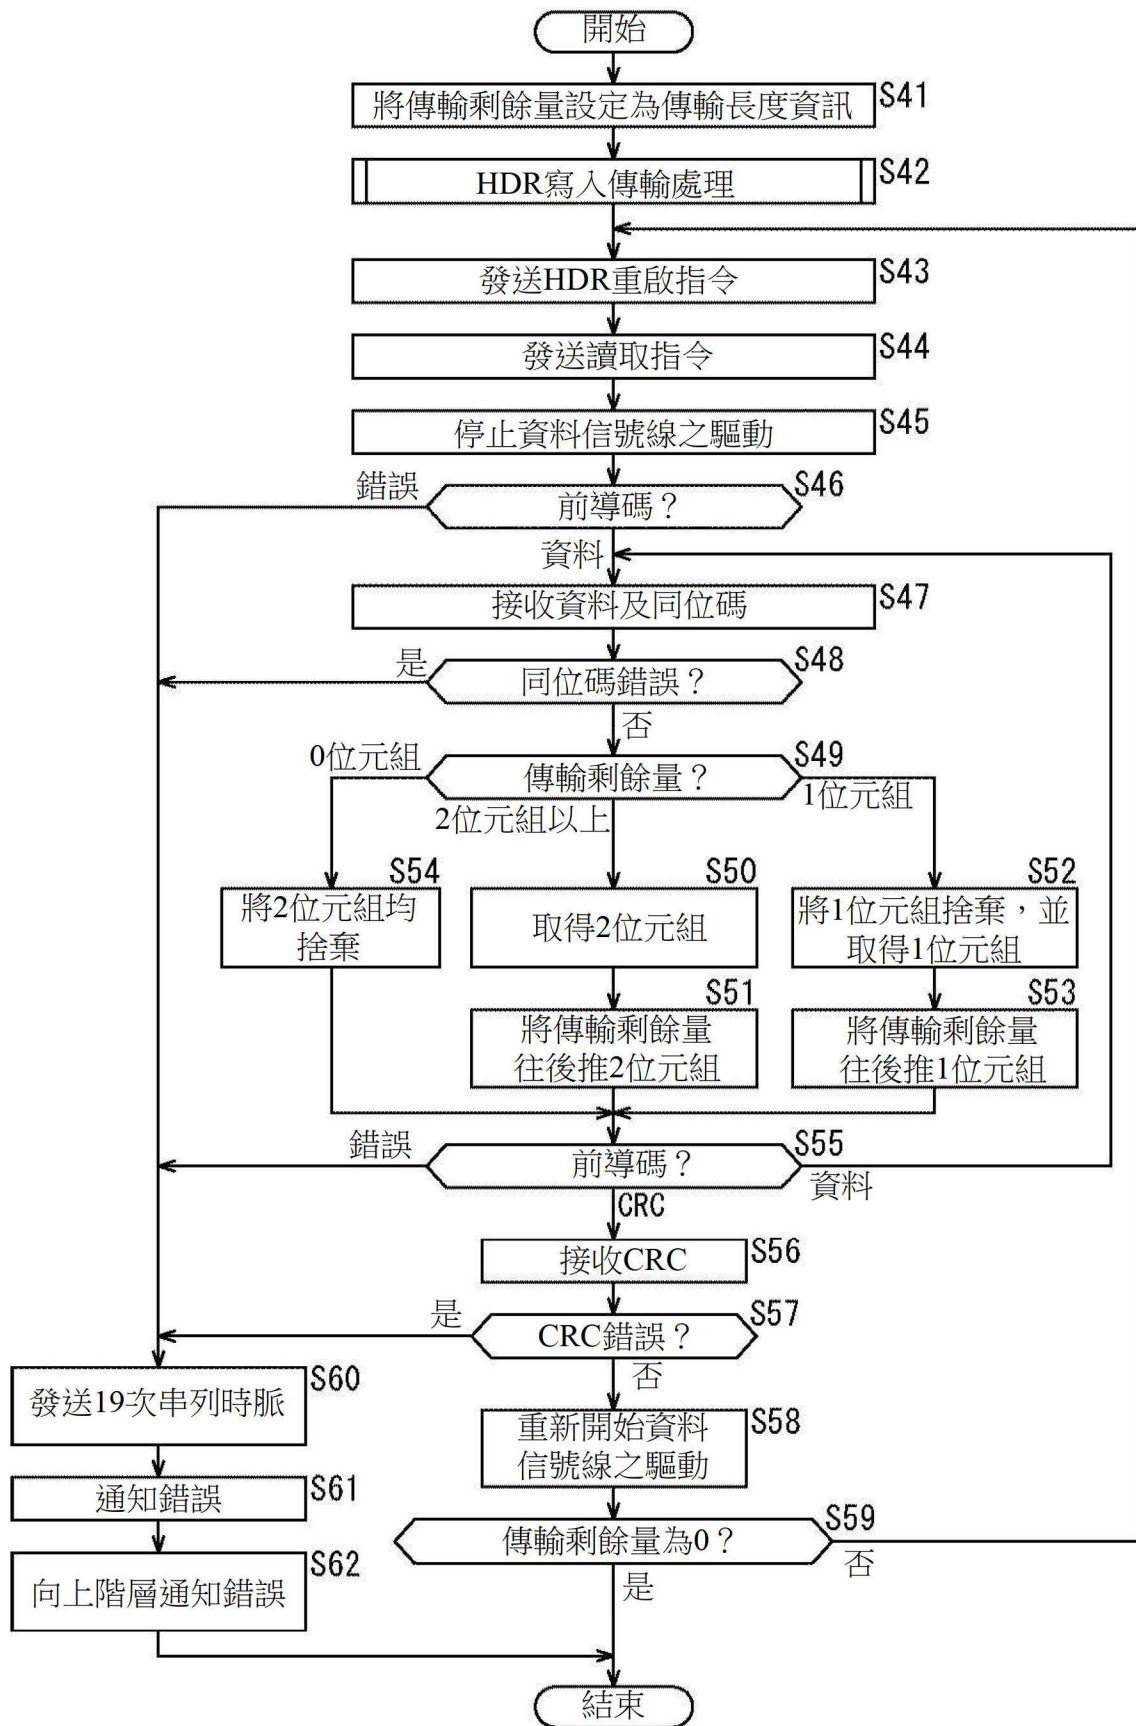 開始
將傳輸剩餘量設定為傳輸長度資訊
S41
HDR寫入傳輸處理
S42
發送HDR重啟指令
S43
發送讀取指令
S44
停止資料信號線之驅動
S45
錯誤
前導碼？
S46
資料
接收資料及同位碼
S47
是
同位碼錯誤？
S48
否
0位元組
傳輸剩餘量？
S49
1位元組
2位元組以上
S54
S50
S52
將2位元組均
捨棄
取得2位元組
將1位元組捨棄，並
取得1位元組
S51
S53
將傳輸剩餘量
往後推2位元組
將傳輸剩餘量
往後推1位元組
錯誤
前導碼？
S55
資料
CRC
接收CRC
S56
是
CRC錯誤？
S57
否
發送19次串列時脈
S60
重新開始資料
信號線之驅動
S58
通知錯誤
S61
傳輸剩餘量為0？
S59
否
向上階層通知錯誤
S62
是
結束